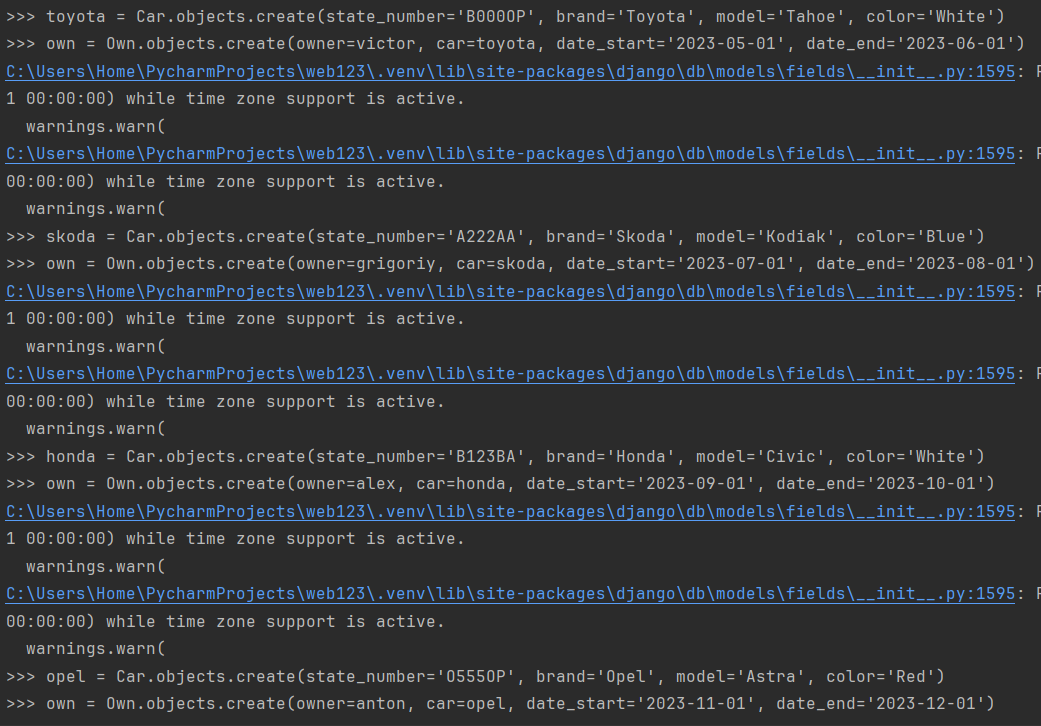 >>> toyota = Car.objects.create(state_number='B000OP', brand='Toyota', model='Tahoe', color='White')
>>> own = Own.objects.create(owner=victor, car=toyota, date_start='2023-05-01', date_end='2023-06-01')
C:\Users\Home\PycharmProjects\web123\.venv\lib\site-packages\django\db\models\fields\__init__.py:1595:
1 00:00:00) while time zone support is active.
  warnings.warn(
C:\Users\Home\PycharmProjects\web123\.venv\lib\site-packages\django\db\models\fields\__init__.py:1595:
00:00:00) while time zone support is active.
  warnings.warn(
>>> skoda = Car.objects.create(state_number='A222AA', brand='Skoda', model='Kodiak', color='Blue')
>>> own = Own.objects.create(owner=grigoriy, car=skoda, date_start='2023-07-01', date_end='2023-08-01')
C:\Users\Home\PycharmProjects\web123\.venv\lib\site-packages\django\db\models\fields\__init__.py:1595:
1 00:00:00) while time zone support is active.
  warnings.warn(
C:\Users\Home\PycharmProjects\web123\.venv\lib\site-packages\django\db\models\fields\__init__.py:1595:
00:00:00) while time zone support is active.
  warnings.warn(
>>> honda = Car.objects.create(state_number='B123BA', brand='Honda', model='Civic', color='White')
>>> own = Own.objects.create(owner=alex, car=honda, date_start='2023-09-01', date_end='2023-10-01')
C:\Users\Home\PycharmProjects\web123\.venv\lib\site-packages\django\db\models\fields\__init__.py:1595:
1 00:00:00) while time zone support is active.
  warnings.warn(
C:\Users\Home\PycharmProjects\web123\.venv\lib\site-packages\django\db\models\fields\__init__.py:1595:
00:00:00) while time zone support is active.
  warnings.warn(
>>> opel = Car.objects.create(state_number='O555OP', brand='Opel', model='Astra', color='Red')
>>> own = Own.objects.create(owner=anton, car=opel, date_start='2023-11-01', date_end='2023-12-01')